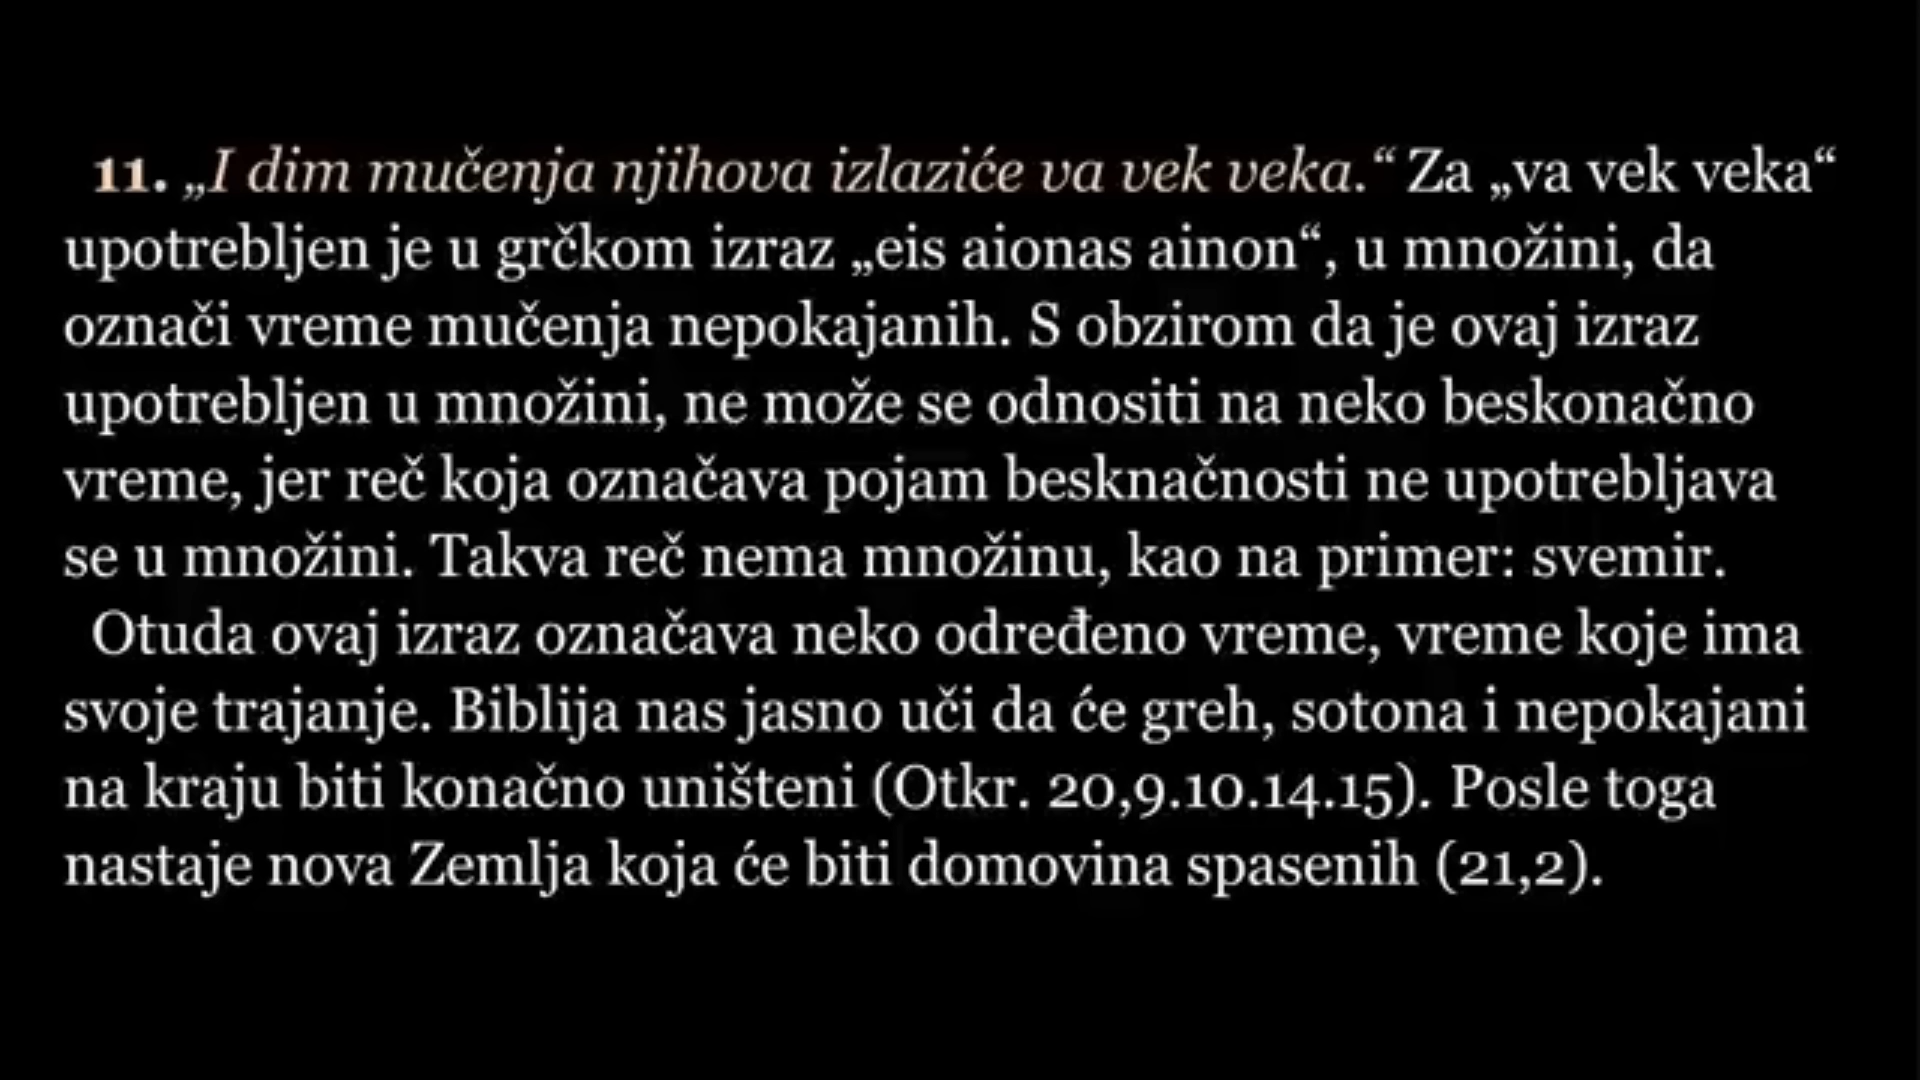 11. „I dim mučenja njihova izlaziće va vek veka.“ Za „va vek veka“
upotrebljen je u grčkom izraz „eis aionas ainon“, u množini, da
označi vreme mučenja nepokajanih. S obzirom da je ovaj izraz
upotrebljen u množini, ne može se odnositi na neko beskonačno
vreme, jer reč koja označava pojam besknačnosti ne upotrebljava
se u množini. Takva reč nema množinu, kao na primer: svemir.
Otuda ovaj izraz označava neko određeno vreme, vreme koje ima
svoje trajanje. Biblija nas jasno uči da će greh, sotona i nepokajani
na kraju biti konačno uništeni (Otkr. 20,9.10.14.15). Posle toga
nastaje nova Zemlja koja će biti domovina spasenih (21,2).